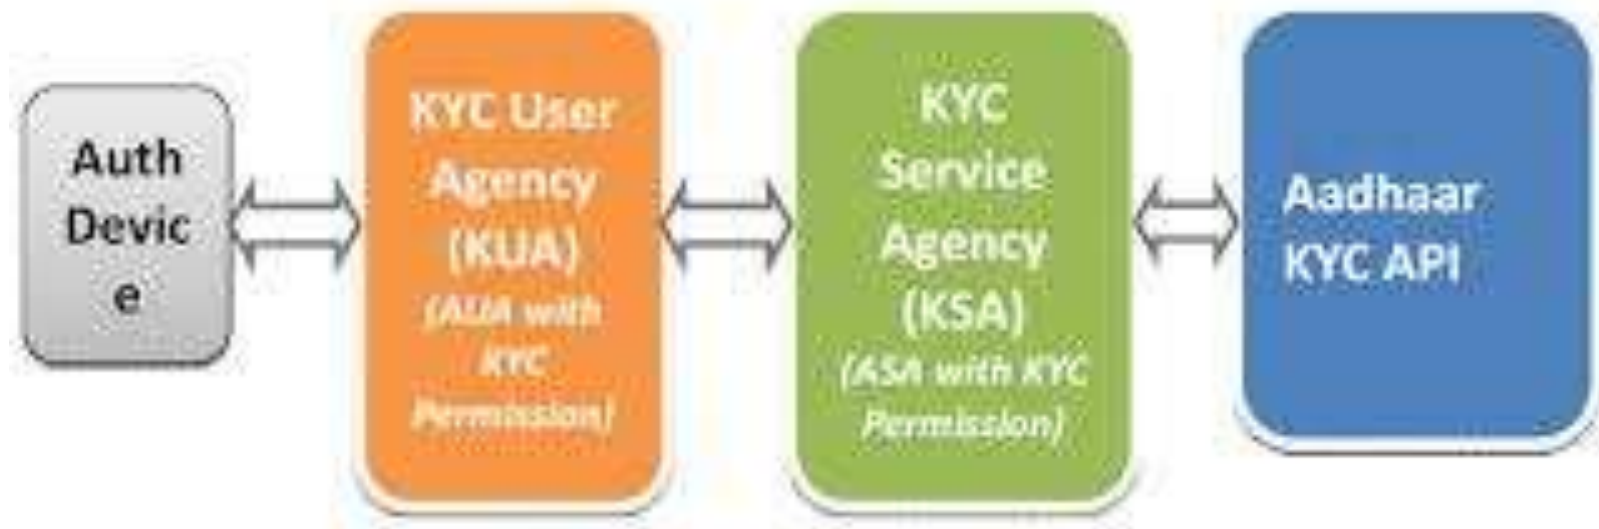 Auth
Devic
e
KYC User
Agency
(KUA)
(AUA with
KYC
Permission)
KYC
Service
Agency
(KSA)
(ASA with KYC
Permission)
Aadhaar
KYC API